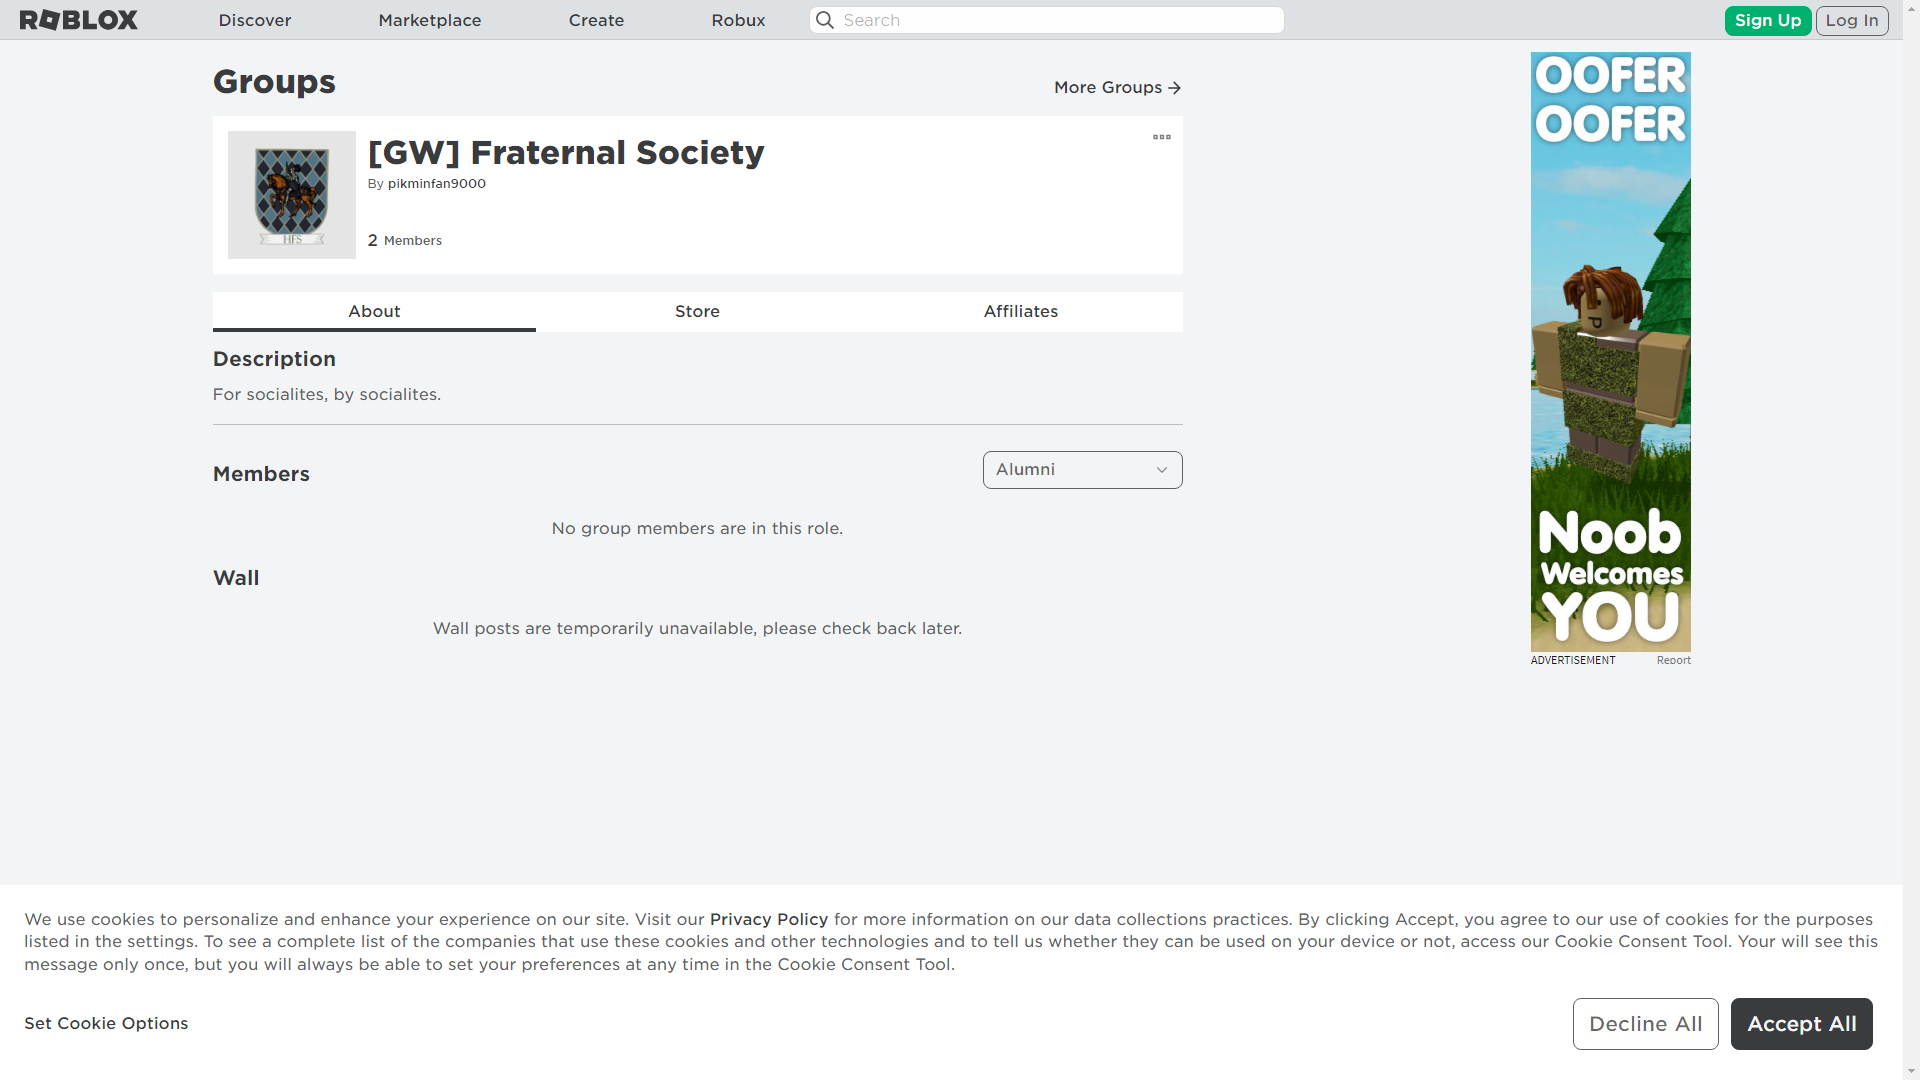 ROBLOX Discover Marketplace Create Robux Search Sign Up Log In
Groups
More Groups
[GW] Fraternal Society
By pikminfan9000
2 Members
HFS
About Store Affiliates
Description
For socialites, by socialites.
Members
Alumni
No group members are in this role.
Wall
Wall posts are temporarily unavailable, please check back later.
OOFER
OOFER
Noob
Welcomes
YOU
ADVERTISEMENT Report
We use cookies to personalize and enhance your experience on our site. Visit our Privacy Policy for more information on our data collections practices. By clicking Accept, you agree to our use of cookies for the purposes
listed in the settings. To see a complete list of the companies that use these cookies and other technologies and to tell us whether they can be used on your device or not, access our Cookie Consent Tool. Your will see this
message only once, but you will always be able to set your preferences at any time in the Cookie Consent Tool.
Set Cookie Options
Decline All
Accept All